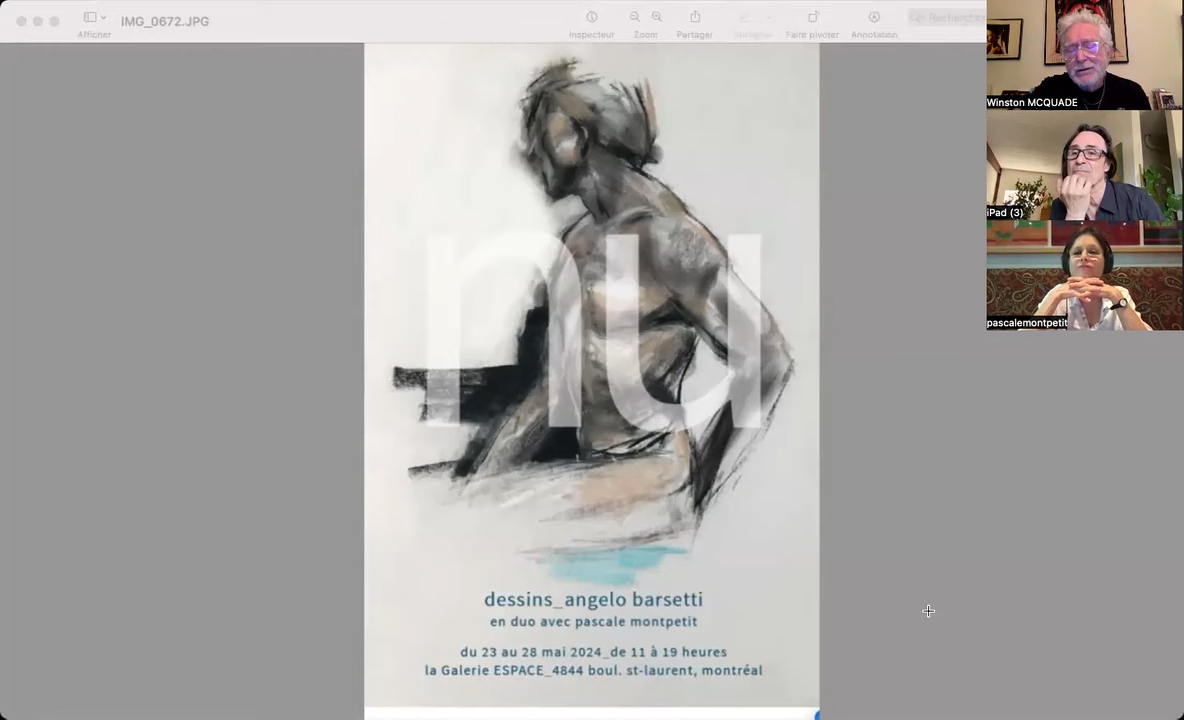 IMG_0672.JPG
Afficher
Inspecteur
Zoom
Partager
Surligner
Faire pivoter
Annotation
Recherche
Winston MCQUADE
iPad (3)
pascalemontpetit
nu
dessins_angelo barsetti
en duo avec pascale montpetit
du 23 au 28 mai 2024_de 11 à 19 heures
la Galerie ESPACE_4844 boul. st-laurent, montréal